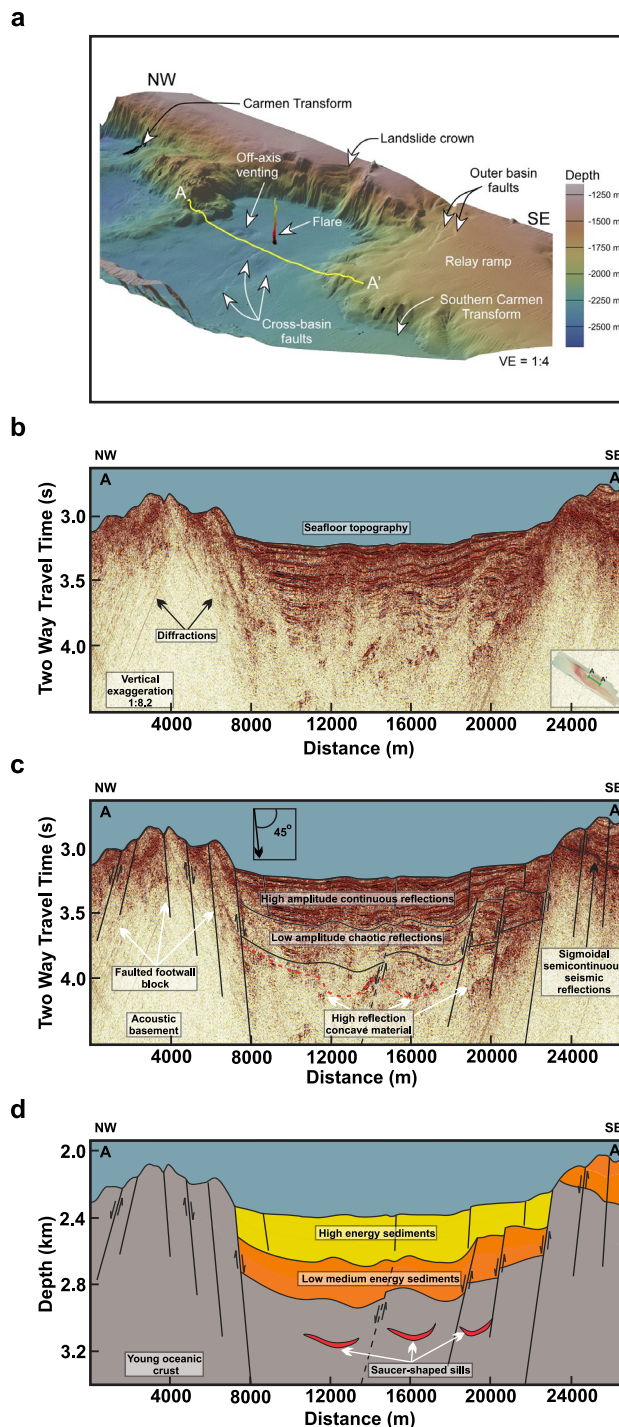 a
NW
Carmen Transform
Landslide crown
Off-axis
venting
Outer basin
faults
Depth
-1250 m
-1500 m
-1750 m
-2000 m
-2250 m
-2500 m
SE
A
Flare
Relay ramp
A'
Cross-basin
faults
Southern Carmen
Transform
VE = 1:4
b
NW
SE
A
A
Two Way Travel Time (s)
3.0
3.5
4.0
Seafloor topography
Diffractions
Vertical
exaggeration
1:8.2
A
A'
4000
8000
12000
16000
20000
24000
Distance (m)
c
NW
SE
A
A
Two Way Travel Time (s)
3.0
3.5
4.0
45°
High amplitude continuous reflections
Low amplitude chaotic reflections
Faulted footwall
block
Sigmoidal
semicontinuous
seismic
reflections
High reflection
concave material
Acoustic
basement
4000
8000
12000
16000
20000
24000
Distance (m)
d
NW
SE
A
A
Depth (km)
2.0
2.4
2.8
3.2
High energy sediments
Low medium energy sediments
Young oceanic
crust
Saucer-shaped sills
4000
8000
12000
16000
20000
24000
Distance (m)